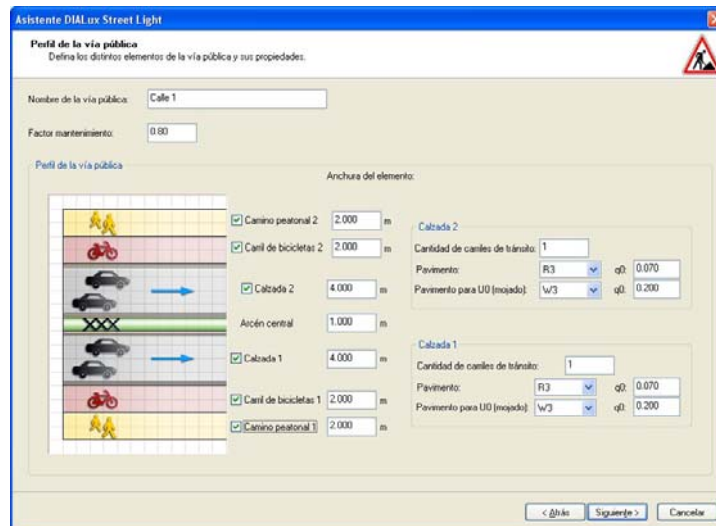 Asistente DIALux Street Light
Perfil de la vía pública
Defina los distintos elementos de la vía pública y sus propiedades.
Nombre de la vía pública: Calle 1
Factor mantenimiento: 0.80
Perfil de la vía pública
Anchura del elemento:
Camino peatonal 2 2.000 m
Carril de bicicletas 2 2.000 m
Calzada 2 4.000 m
Arcén central 1.000 m
Calzada 1 4.000 m
Carril de bicicletas 1 2.000 m
Camino peatonal 1 2.000 m
XXX
Calzada 2
Cantidad de carriles de tránsito: 1
Pavimento: R3 q0: 0.070
Pavimento para U0 (mojado): W3 q0: 0.200
Calzada 1
Cantidad de carriles de tránsito: 1
Pavimento: R3 q0: 0.070
Pavimento para U0 (mojado): W3 q0: 0.200
< Atrás Siguiente > Cancelar